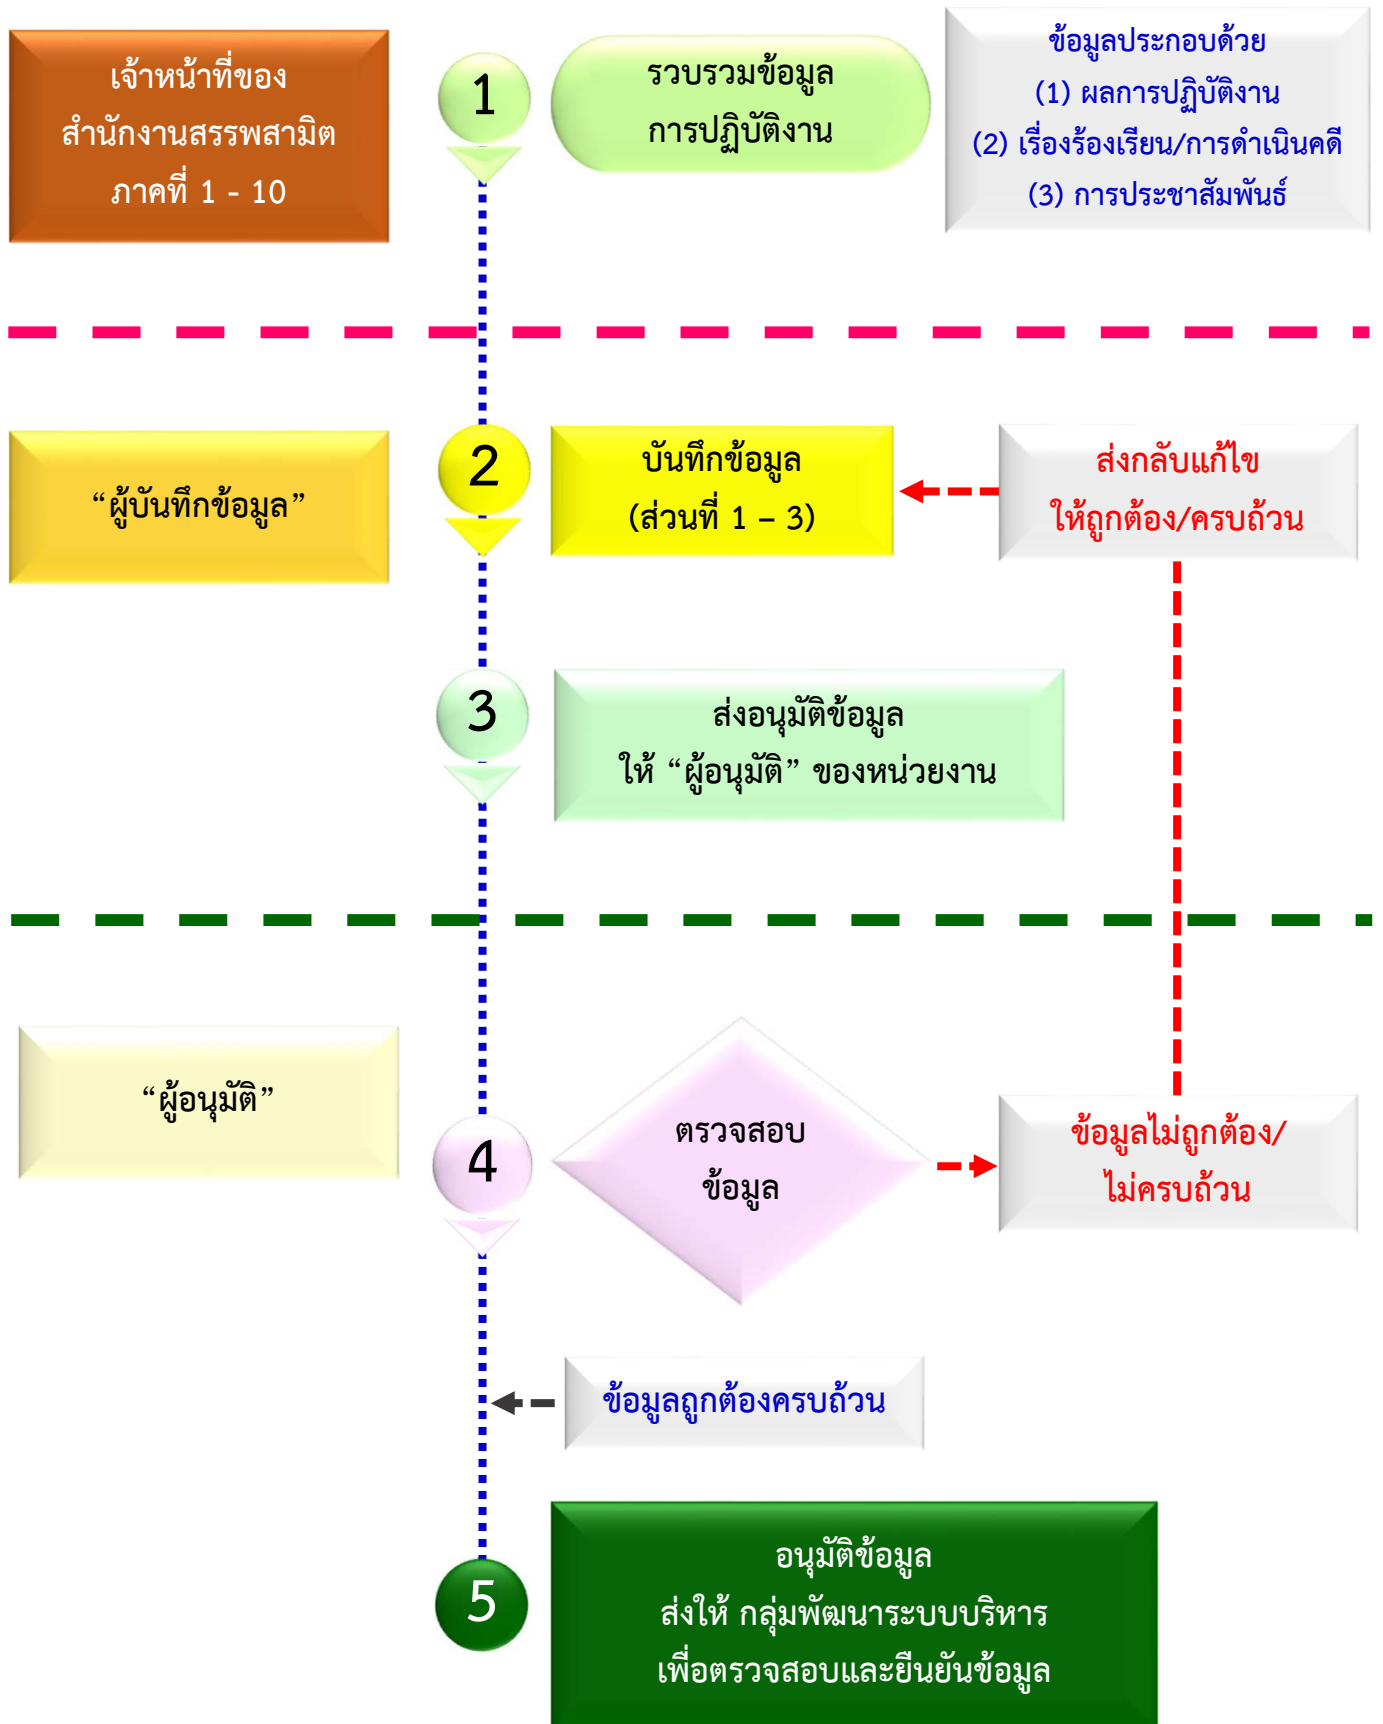 เจ้าหน้าที่ของ
สำนักงานสรรพสามิต
ภาคที่ 1 - 10
1
รวบรวมข้อมูล
การปฏิบัติงาน
ข้อมูลประกอบด้วย
(1) ผลการปฏิบัติงาน
(2) เรื่องร้องเรียน/การดำเนินคดี
(3) การประชาสัมพันธ์
“ผู้บันทึกข้อมูล”
2
บันทึกข้อมูล
(ส่วนที่ 1 – 3)
ส่งกลับแก้ไข
ให้ถูกต้อง/ครบถ้วน
3
ส่งอนุมัติข้อมูล
ให้ “ผู้อนุมัติ” ของหน่วยงาน
“ผู้อนุมัติ”
4
ตรวจสอบ
ข้อมูล
ข้อมูลไม่ถูกต้อง/
ไม่ครบถ้วน
ข้อมูลถูกต้องครบถ้วน
5
อนุมัติข้อมูล
ส่งให้ กลุ่มพัฒนาระบบบริหาร
เพื่อตรวจสอบและยืนยันข้อมูล